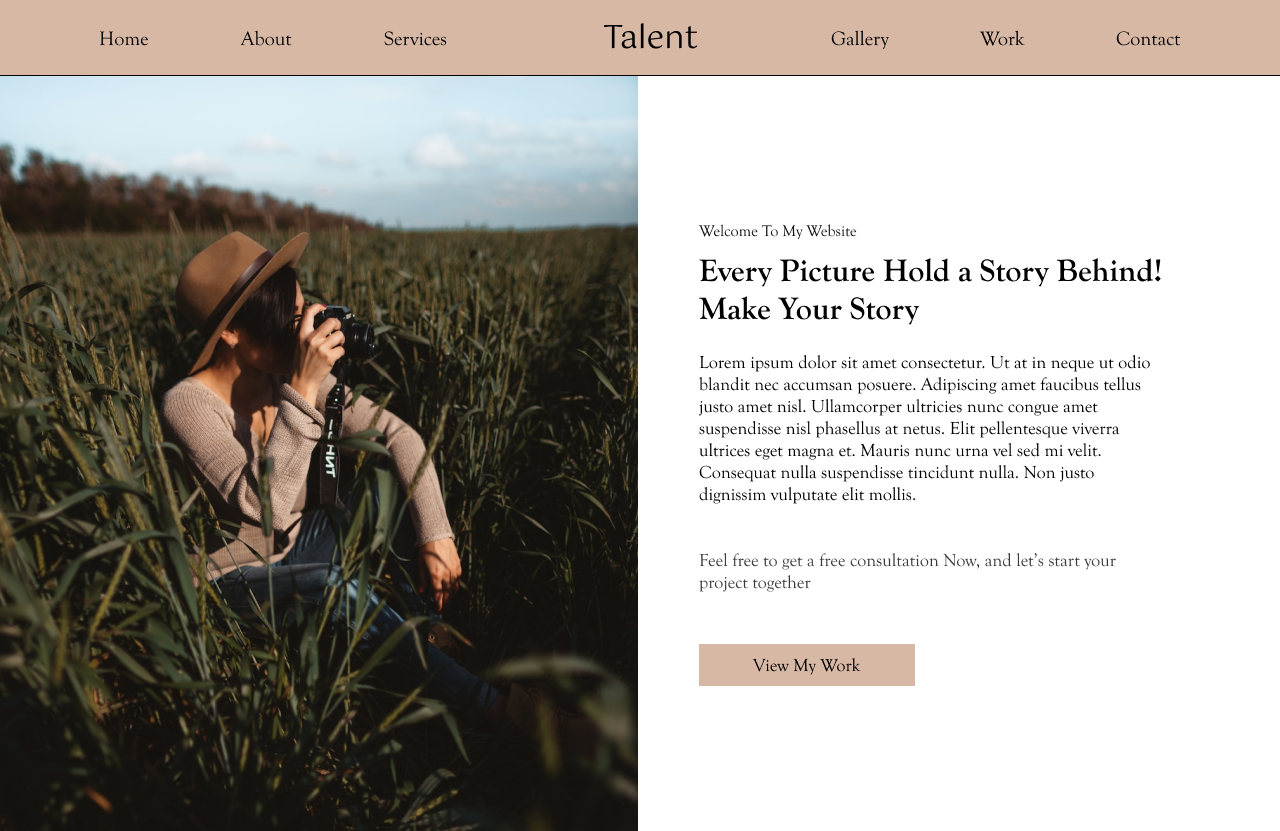 Home About Services Talent Gallery Work Contact
Welcome To My Website
Every Picture Hold a Story Behind!
Make Your Story
Lorem ipsum dolor sit amet consectetur. Ut at in neque ut odio
blandit nec accumsan posuere. Adipiscing amet faucibus tellus
justo amet nisl. Ullamcorper ultricies nunc congue amet
suspendisse nisl phasellus at netus. Elit pellentesque viverra
ultrices eget magna et. Mauris nunc urna vel sed mi velit.
Consequat nulla suspendisse tincidunt nulla. Non justo
dignissim vulputate elit mollis.
Feel free to get a free consultation Now, and let’s start your
project together
View My Work